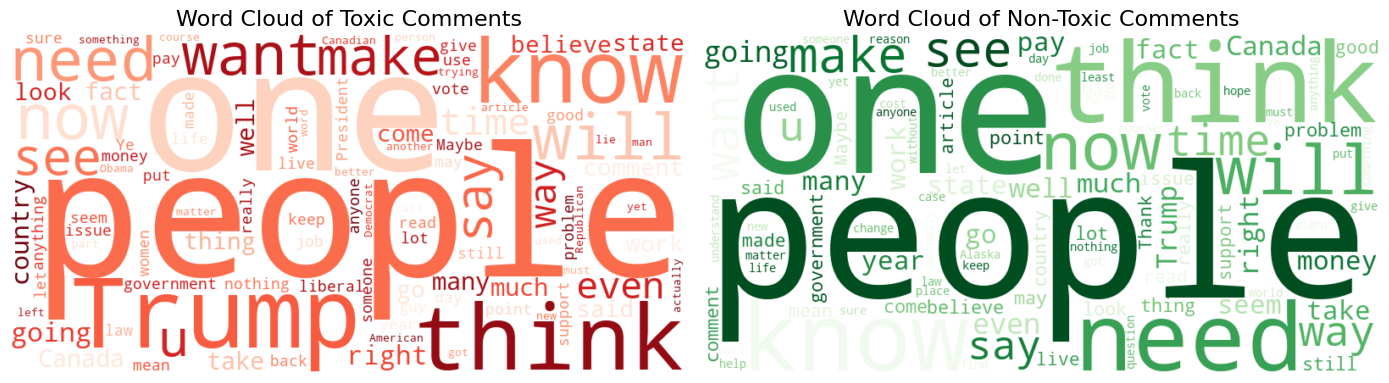 Word Cloud of Toxic Comments
sure something course Canadian person
need pay want make give believe state
use trying
look fact vote know
now one time
made life well world word President article
come another good will lie man
see Ye money Obama put live better Maybe may comment
country people say way
seem issue part matter keep job anyone Democrat read lot yet
let anything women thing really still problem Republican used work
government nothing liberal someone many much must even actually
left Trump go guy day year point new support said
going law u
Canada take back American right got think
mean
Word Cloud of Non-Toxic Comments
going make someone reason see pay day job fact Canada good
want one yet better done least back think anything
used u Maybe cost anyone without article point vote hope must
work now time problem put
said many let case state well much issue will
understand people
new made matter life government change year go Alaska keep lot nothing got Thank Trump really support right night give
country money
law place world
comment mean sure come believe may look thing seem take
know even say live need question way
help still